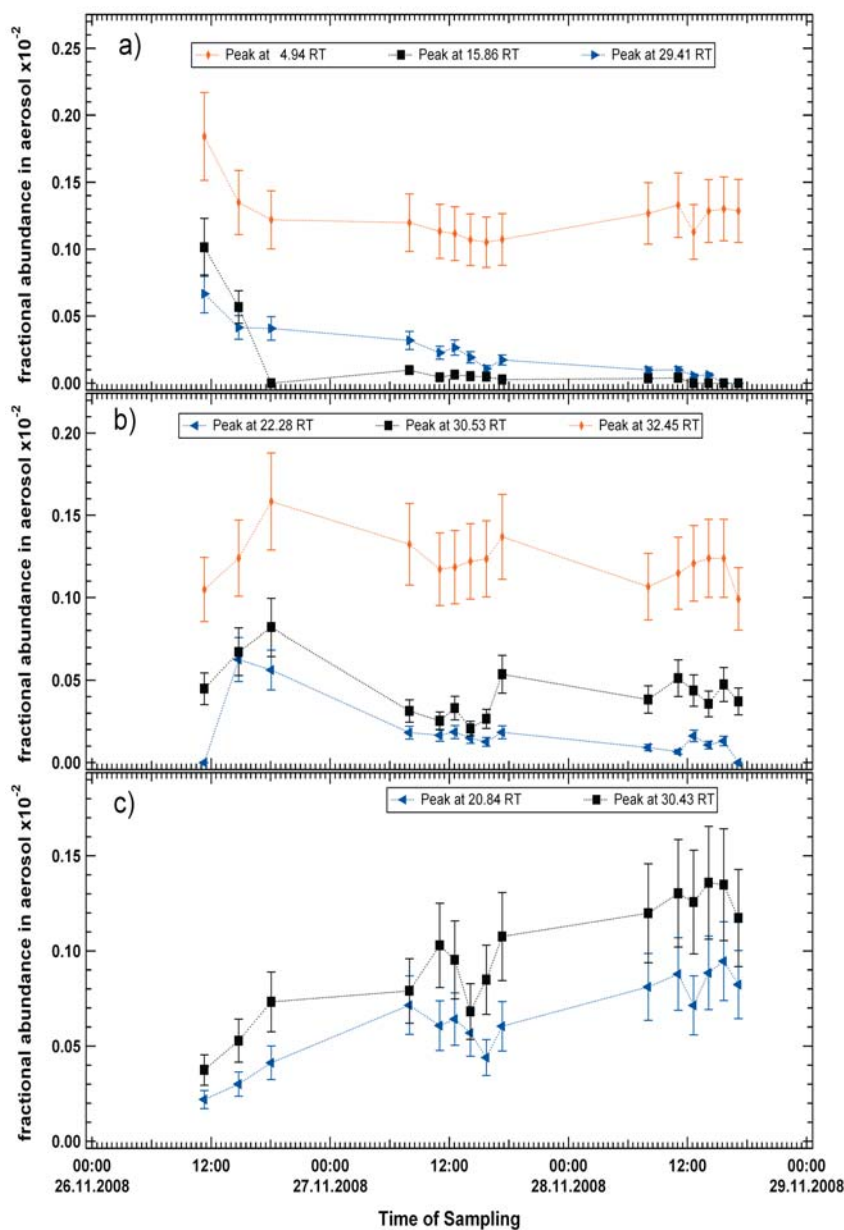 a)
Peak at 4.94 RT Peak at 15.86 RT Peak at 29.41 RT
fractional abundance in aerosol x10-2
0.25
0.20
0.15
0.10
0.05
0.00
b)
Peak at 22.28 RT Peak at 30.53 RT Peak at 32.45 RT
fractional abundance in aerosol x10-2
0.20
0.15
0.10
0.05
0.00
c)
Peak at 20.84 RT Peak at 30.43 RT
fractional abundance in aerosol x10-2
0.15
0.10
0.05
0.00
00:00 12:00 00:00 12:00 00:00 12:00 00:00
26.11.2008 27.11.2008 28.11.2008 29.11.2008
Time of Sampling